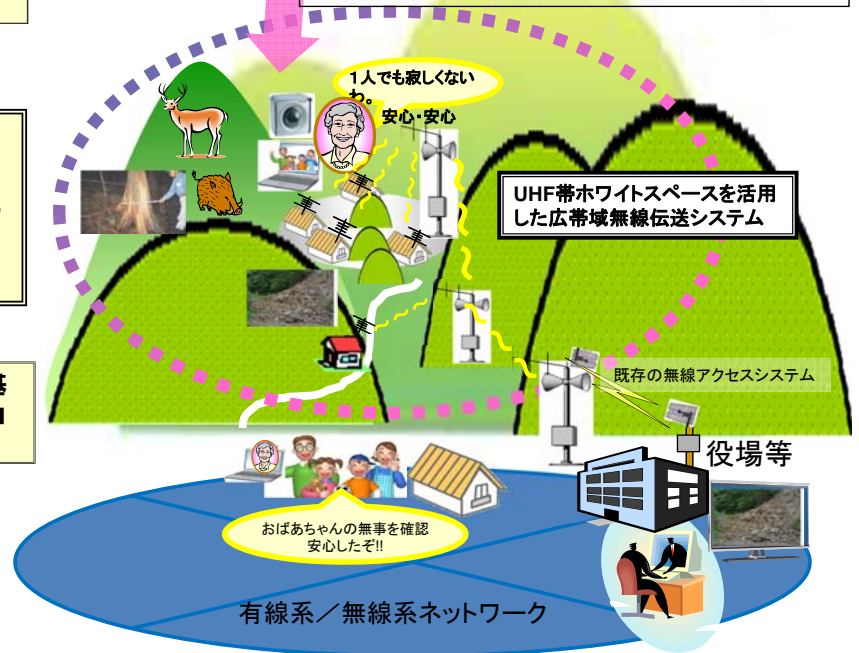 1人でも寂しくない
わ。
安心・安心
UHF帯ホワイトスペースを活用
した広帯域無線伝送システム
既存の無線アクセスシステム
役場等
おばあちゃんの無事を確認
安心したぞ!!
有線系／無線系ネットワーク